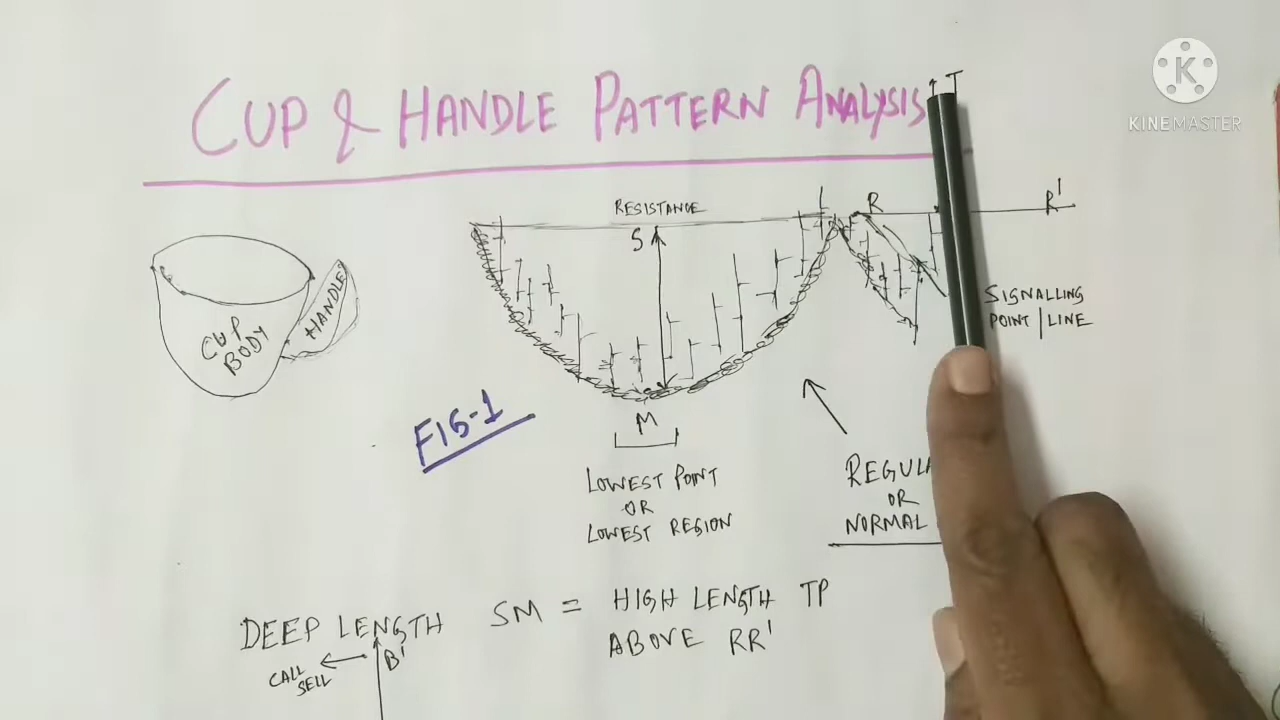 CUP & HANDLE PATTERN ANALYSIS
T
K
KINEMASTER
RESISTANCE
S
R
R'
CUP
BODY
HANDLE
SIGNALLING
POINT / LINE
FIG-1
M
LOWEST POINT
OR
LOWEST REGION
OR
NORMAL
DEEP LENGTH SM = HIGH LENGTH TP
ABOVE RR'
B'
CALL
SELL